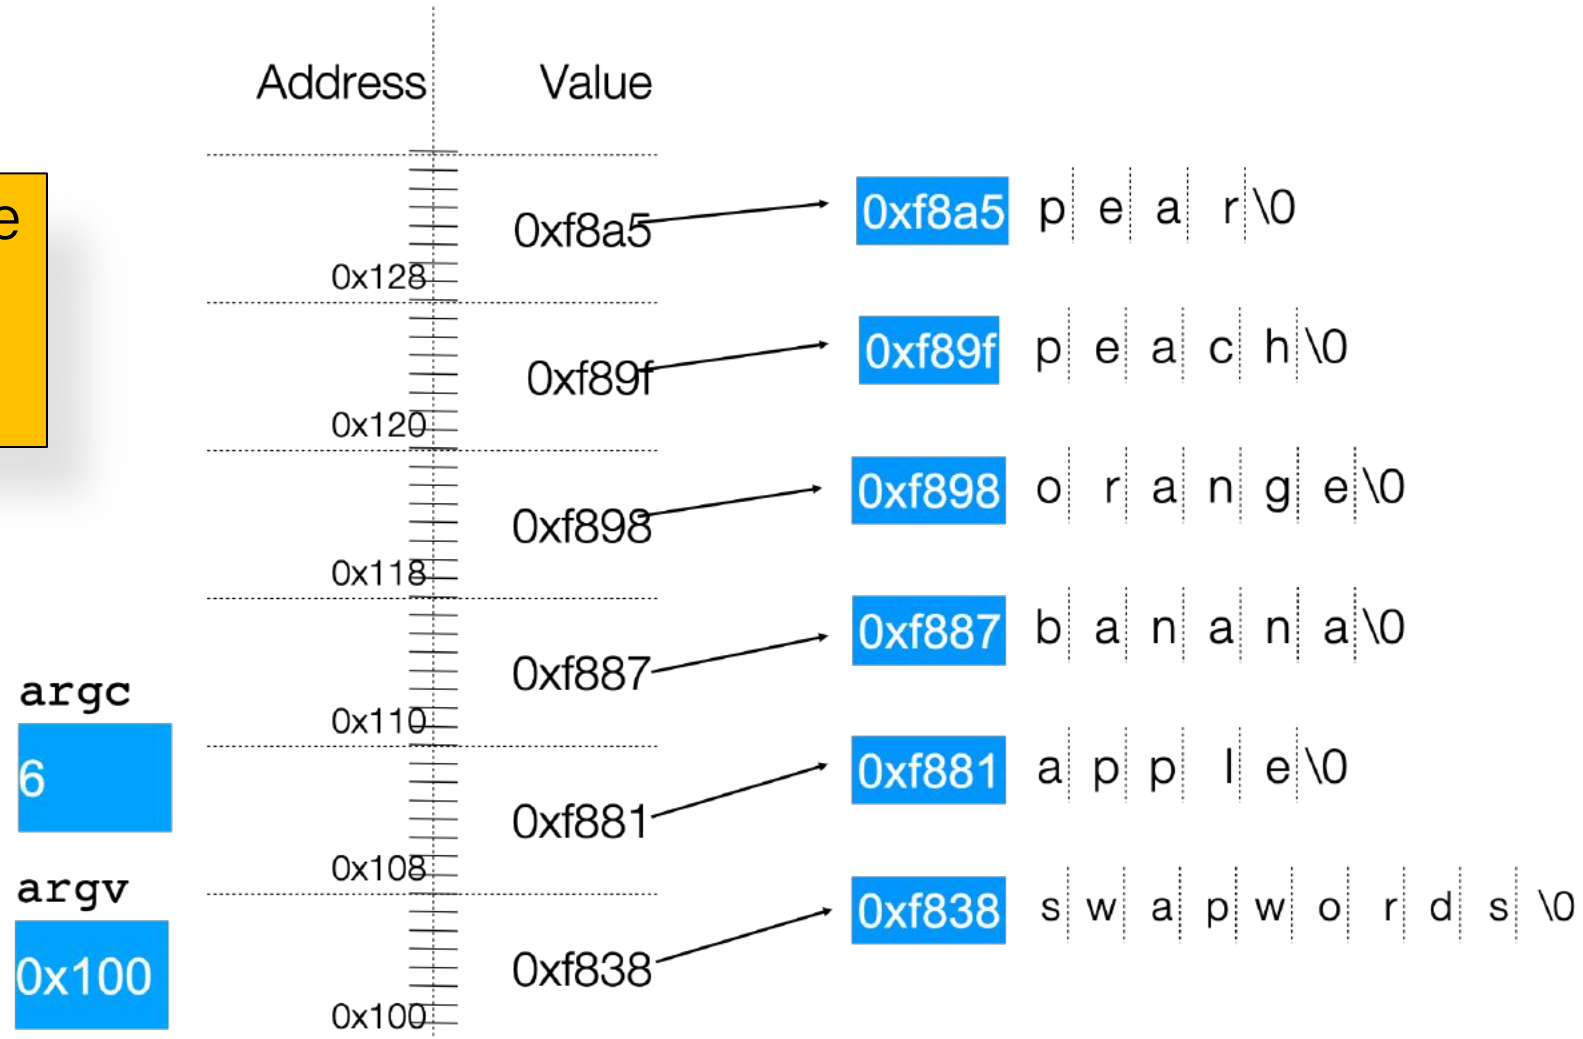 Address Value
e
0xf8a5 0xf8a5 p e a r \0
0x128
0xf89f 0xf89f p e a c h \0
0x120
0xf898 0xf898 o r a n g e \0
0x118
0xf887 0xf887 b a n a n a \0
argc
0x110
6
0xf881 0xf881 a p p l e \0
0x108
argv
0xf838 0xf838 s w a p w o r d s \0
0x100
0x100